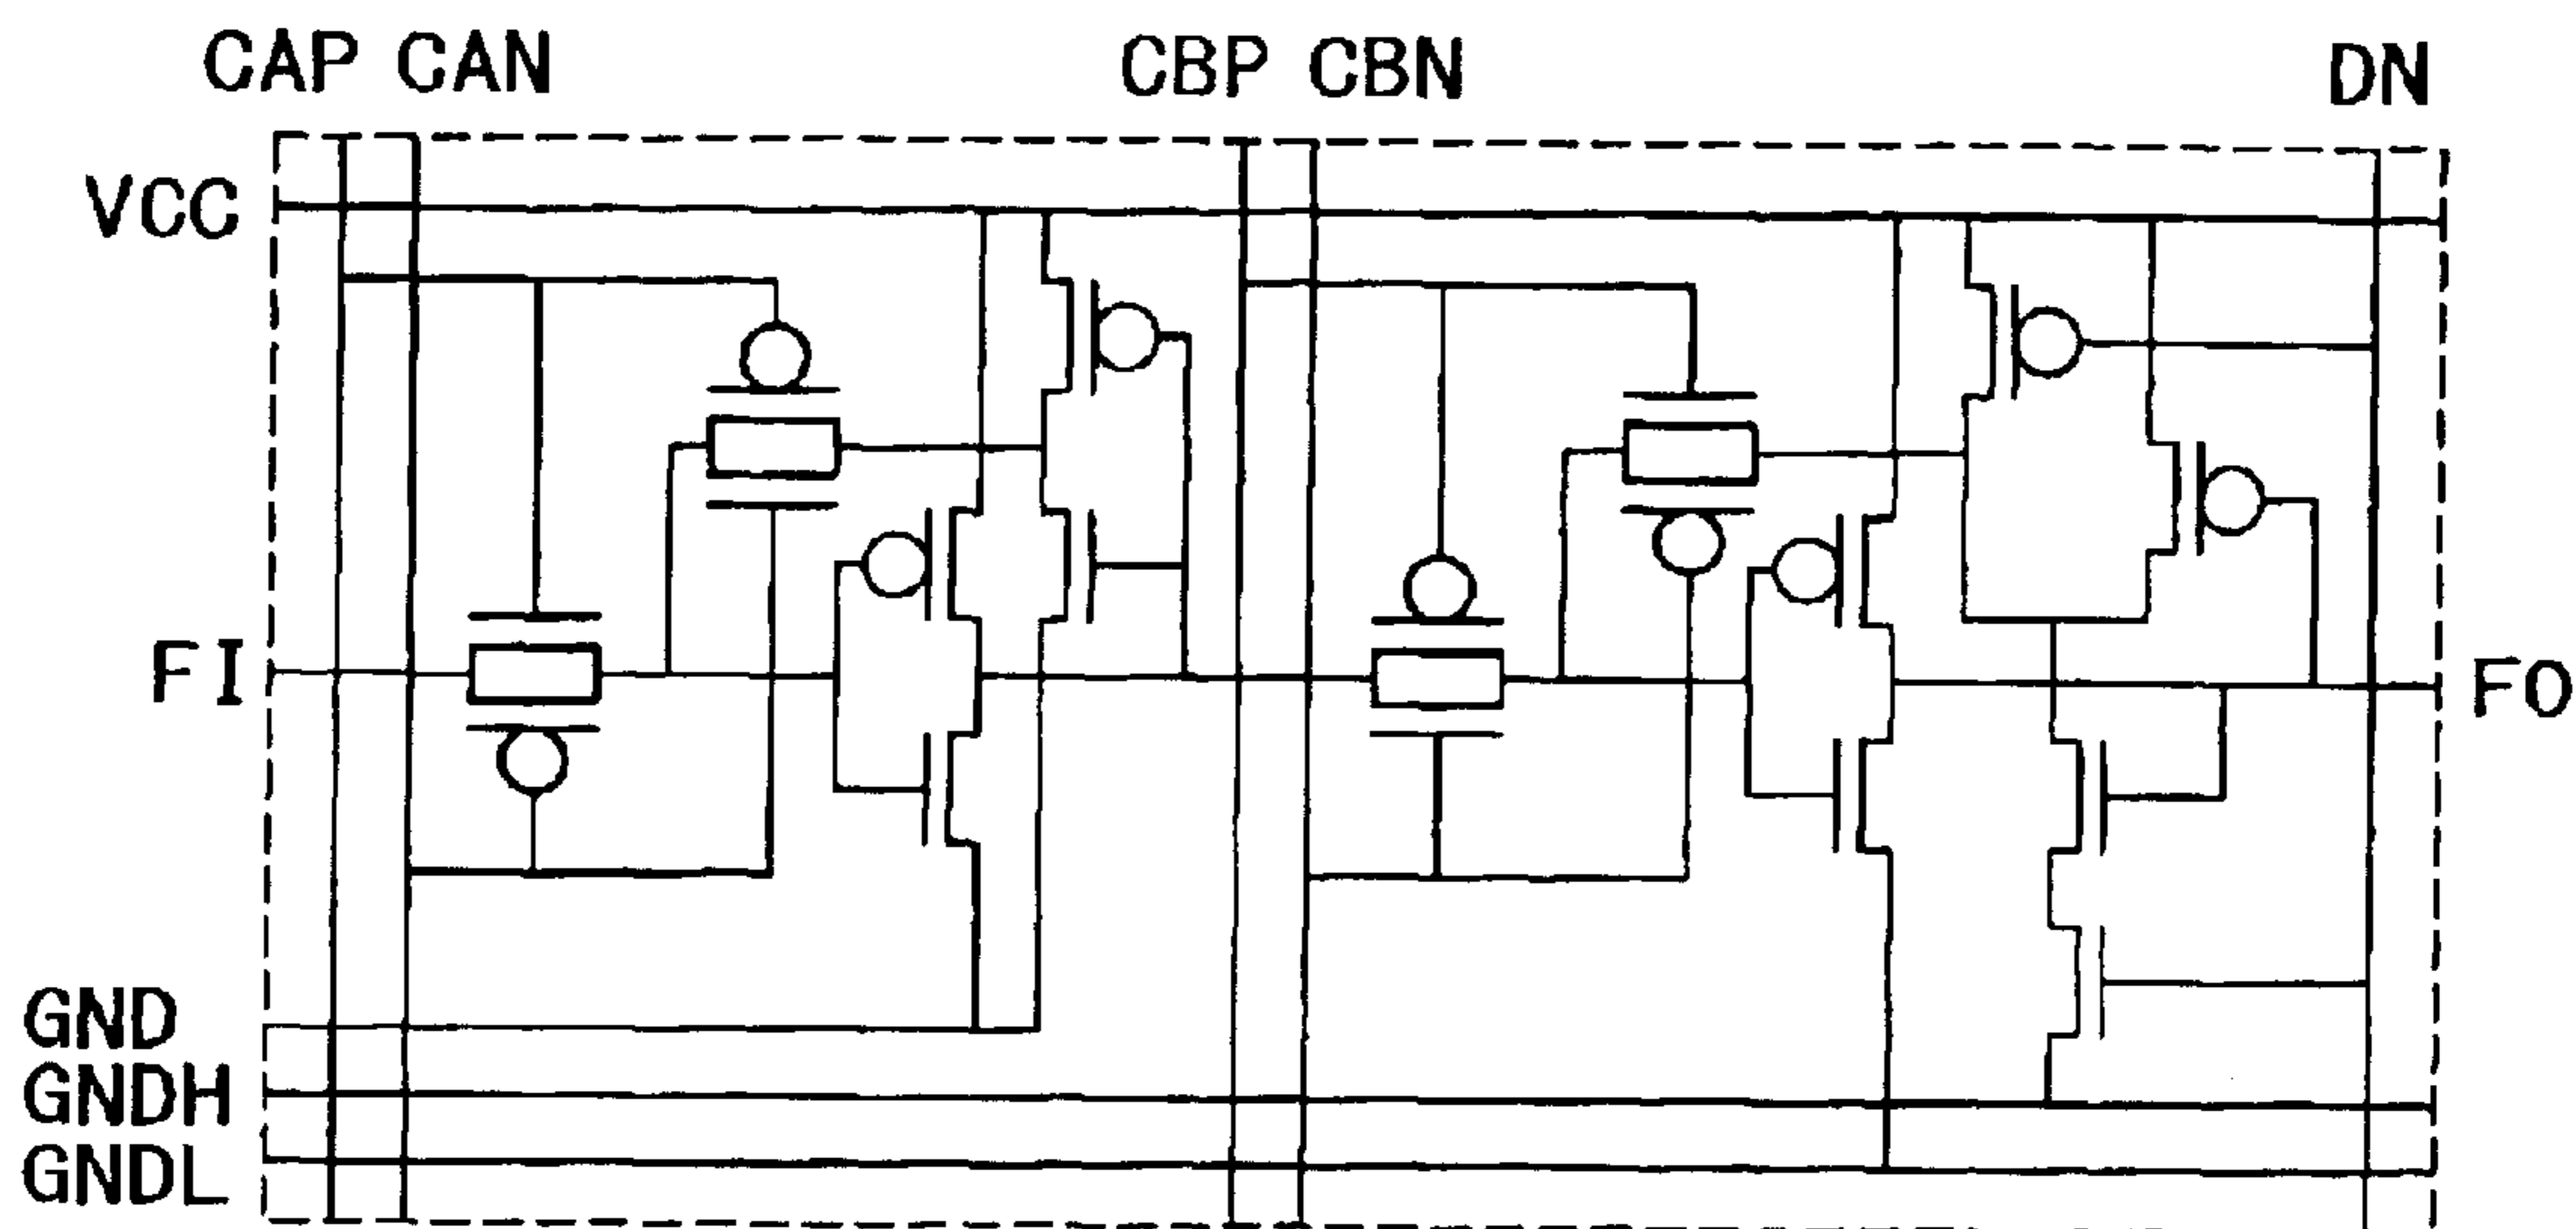 CAP CAN CBP CBN DN
VCC
FI
FO
GND
GNDH
GNDL